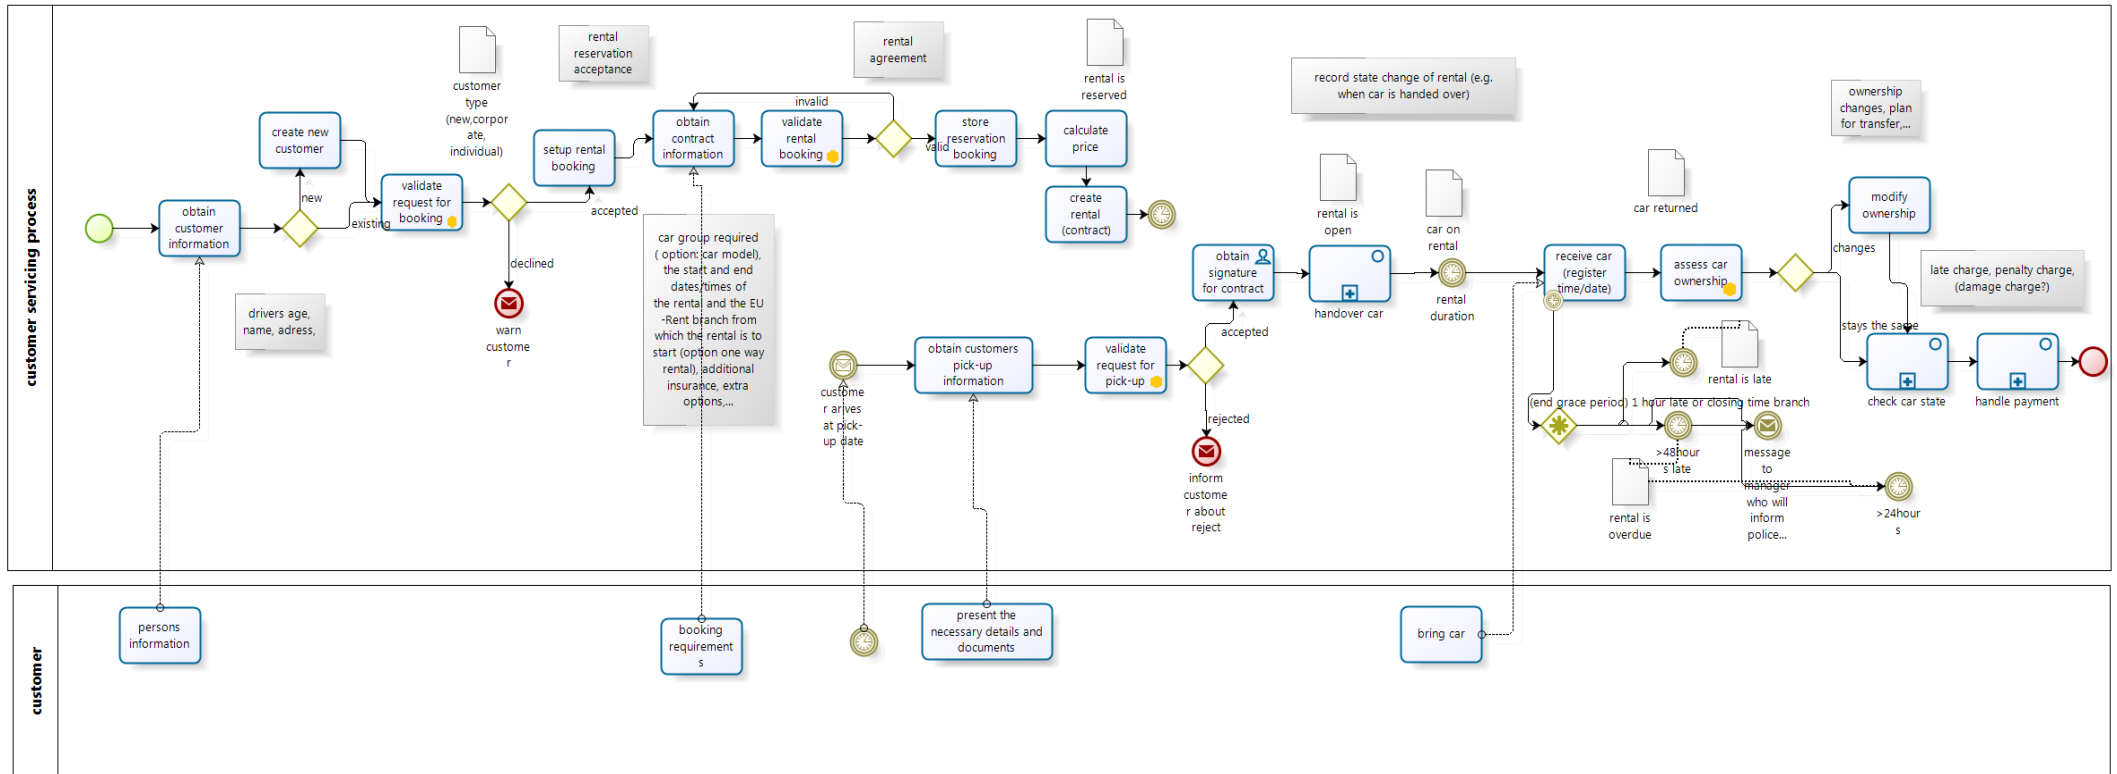 customer servicing process
customer
type
(new,corpor
ate,
individual)
rental
reservation
acceptance
rental
agreement
rental is
reserved
record state change of rental (e.g.
when car is handed over)
ownership
changes, plan
for transfer,...
create new
customer
new
obtain
customer
information
existing
validate
request for
booking
accepted
declined
warn
custome
r
drivers age,
name, adress,
setup rental
booking
obtain
contract
information
invalid
validate
rental
booking
valid
store
reservation
booking
calculate
price
create
rental
(contract)
car group required
( option: car model),
the start and end
dates/times of
the rental and the EU
-Rent branch from
which the rental is to
start (option one way
rental), additional
insurance, extra
options,...
custome
r arives
at pick-
up date
obtain customers
pick-up
information
validate
request for
pick-up
accepted
rejected
inform
custome
r about
reject
obtain
signature
for contract
rental is
open
handover car
car on
rental
rental
duration
car returned
receive car
(register
time/date)
assess car
ownership
changes
modify
ownership
stays the same
late charge, penalty charge,
(damage charge?)
check car state
handle payment
rental is late
(end grace period) 1 hour late or closing time branch
>48hour
s late
message
to
manager
who will
inform
police...
rental is
overdue
>24hour
s
customer
persons
information
booking
requirement
s
present the
necessary details and
documents
bring car